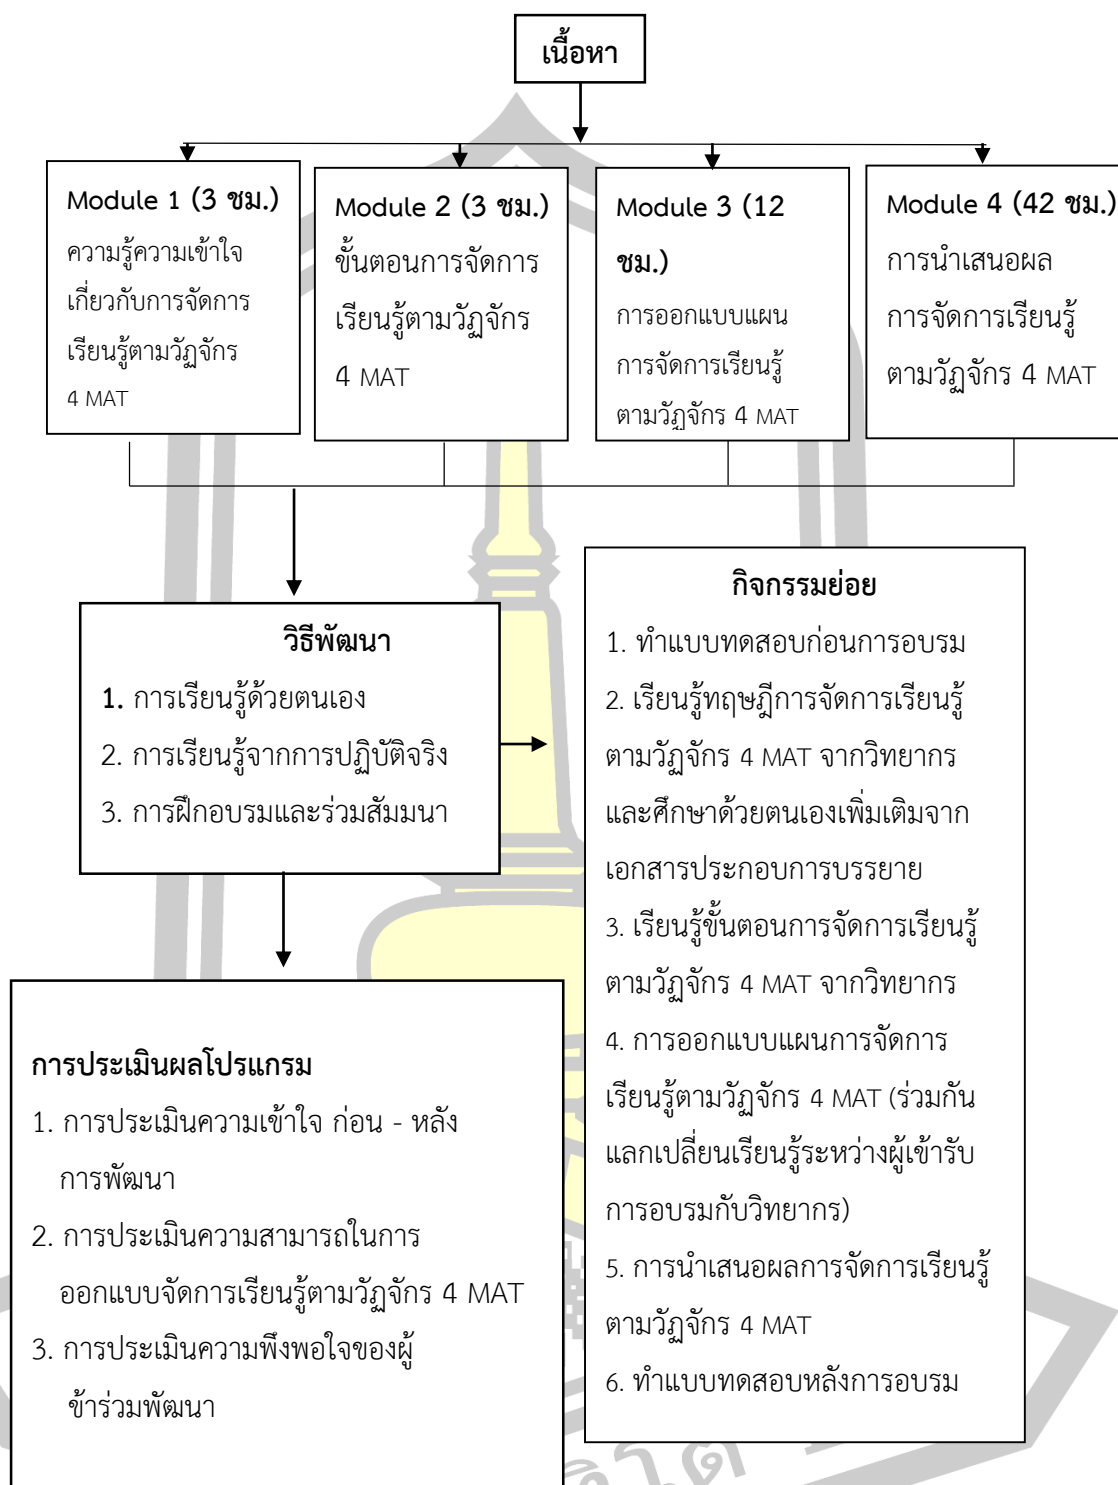 เนื้อหา
Module 1 (3 ชม.)
ความรู้ความเข้าใจ
เกี่ยวกับการจัดการ
เรียนรู้ตามวัฏจักร
4 MAT
Module 2 (3 ชม.)
ขั้นตอนการจัดการ
เรียนรู้ตามวัฏจักร
4 MAT
Module 3 (12
ชม.)
การออกแบบแผน
การจัดการเรียนรู้
ตามวัฏจักร 4 MAT
Module 4 (42 ชม.)
การนำเสนอผล
การจัดการเรียนรู้
ตามวัฏจักร 4 MAT
วิธีพัฒนา
1. การเรียนรู้ด้วยตนเอง
2. การเรียนรู้จากการปฏิบัติจริง
3. การฝึกอบรมและร่วมสัมมนา
กิจกรรมย่อย
1. ทำแบบทดสอบก่อนการอบรม
2. เรียนรู้ทฤษฎีการจัดการเรียนรู้
ตามวัฏจักร 4 MAT จากวิทยากร
และศึกษาด้วยตนเองเพิ่มเติมจาก
เอกสารประกอบการบรรยาย
3. เรียนรู้ขั้นตอนการจัดการเรียนรู้
ตามวัฏจักร 4 MAT จากวิทยากร
4. การออกแบบแผนการจัดการ
เรียนรู้ตามวัฏจักร 4 MAT (ร่วมกัน
แลกเปลี่ยนเรียนรู้ระหว่างผู้เข้ารับ
การอบรมกับวิทยากร)
5. การนำเสนอผลการจัดการเรียนรู้
ตามวัฏจักร 4 MAT
6. ทำแบบทดสอบหลังการอบรม
การประเมินผลโปรแกรม
1. การประเมินความเข้าใจ ก่อน - หลัง
การพัฒนา
2. การประเมินความสามารถในการ
ออกแบบจัดการเรียนรู้ตามวัฏจักร 4 MAT
3. การประเมินความพึงพอใจของผู้
ข้าร่วมพัฒนา